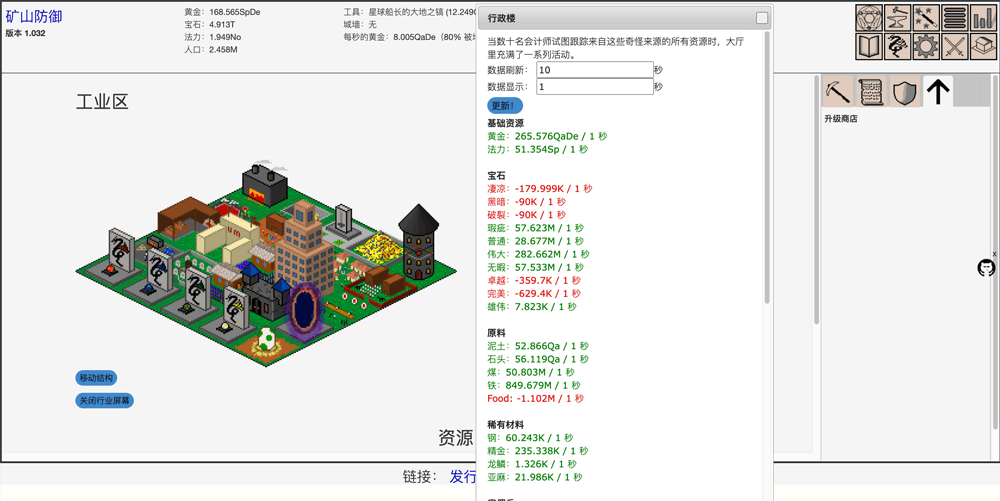 矿山防御
版本 1.032
黄金：168.565SpDe
宝石：4.913T
法力：1.949No
人口：2.458M
工具：星球船长的大地之镐 (12.249O
城墙：无
每秒的黄金：8.005QaDe（80% 被
工业区
移动结构
关闭行业屏幕
资源
链接： 发行
行政楼
当数十名会计师试图跟踪来自这些奇怪来源的所有资源时，大厅
里充满了一系列活动。
数据刷新： 10 秒
数据显示： 1 秒
更新！
基础资源
黄金：265.576QaDe / 1 秒
法力：51.354Sp / 1 秒
宝石
凄凉：-179.999K / 1 秒
黑暗：-90K / 1 秒
破裂：-90K / 1 秒
瑕疵：57.623M / 1 秒
普通：28.677M / 1 秒
伟大：282.662M / 1 秒
无暇：57.533M / 1 秒
卓越：-359.7K / 1 秒
完美：-629.4K / 1 秒
雄伟：7.823K / 1 秒
原料
泥土：52.866Qa / 1 秒
石头：56.119Qa / 1 秒
煤：50.803M / 1 秒
铁：849.679M / 1 秒
Food: -1.102M / 1 秒
稀有材料
钢：60.243K / 1 秒
精金：235.338K / 1 秒
龙鳞：1.326K / 1 秒
亚麻：21.986K / 1 秒
升级商店
x